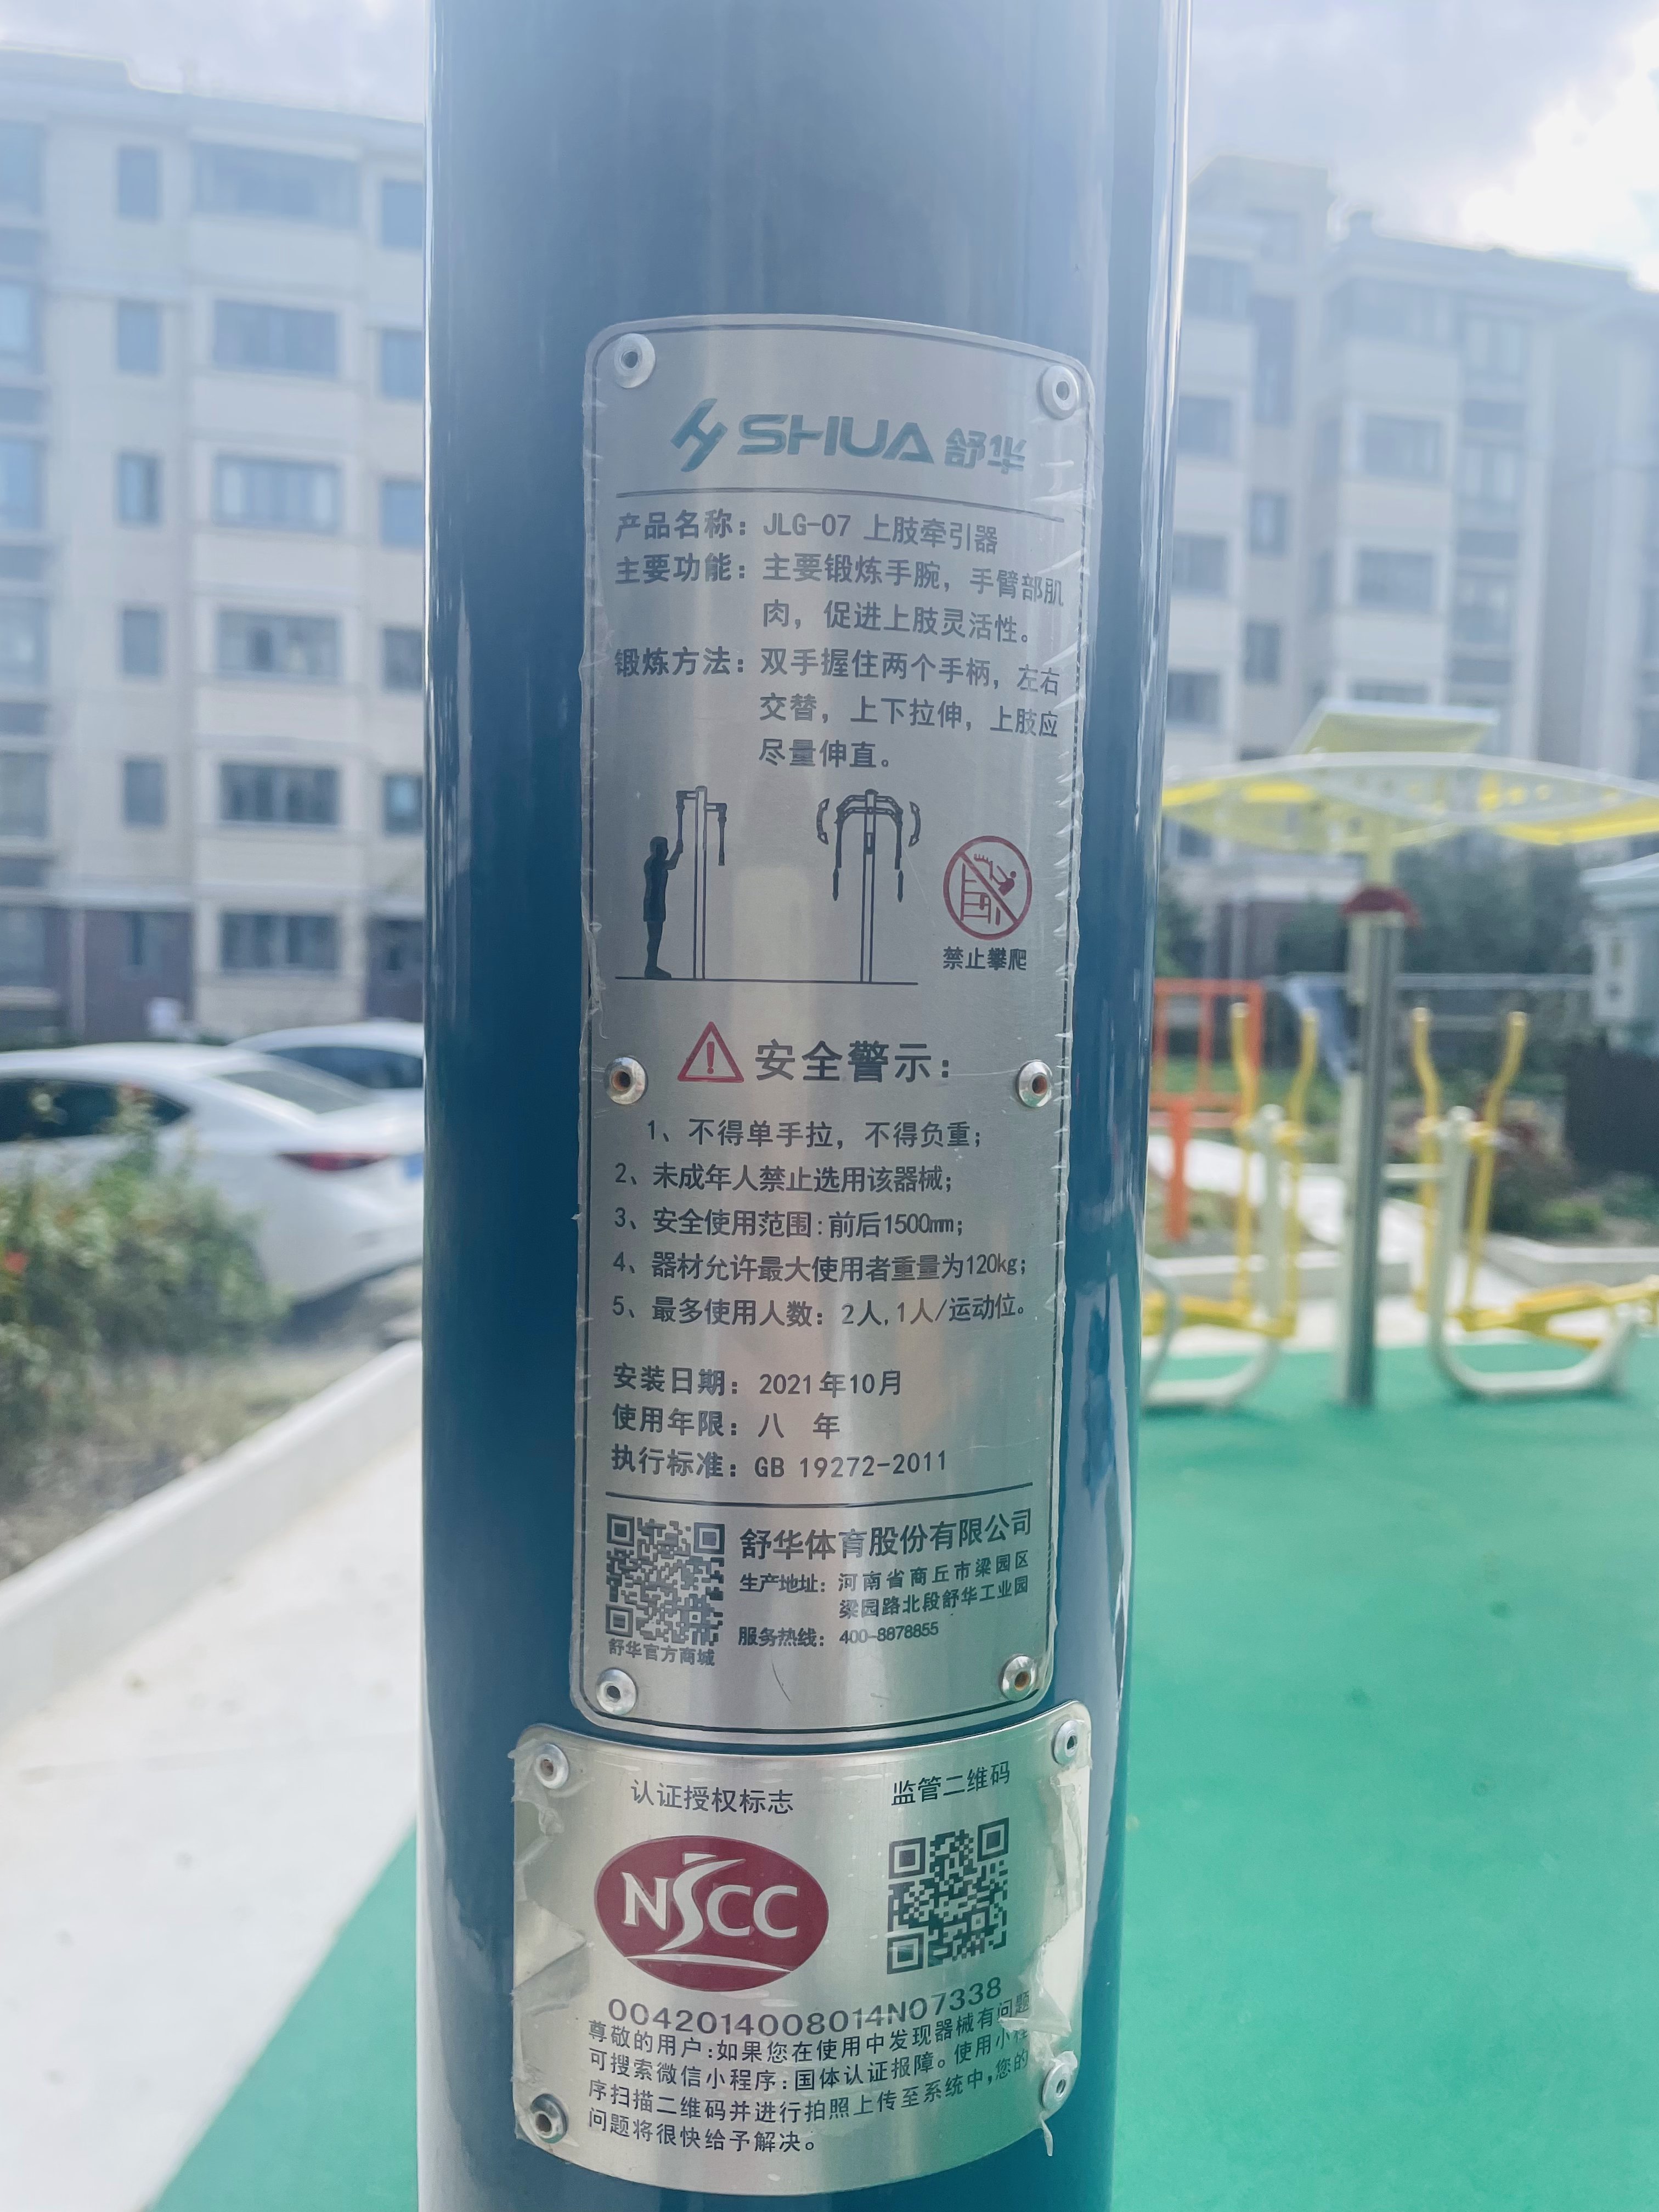 SHUA 舒华
产品名称：JLG-07 上肢牵引器
主要功能：主要锻炼手腕，手臂部肌
肉，促进上肢灵活性。
锻炼方法：双手握住两个手柄，左右
交替，上下拉伸，上肢应
尽量伸直。
禁止攀爬
安全警示：
1、不得单手拉，不得负重；
2、未成年人禁止选用该器械；
3、安全使用范围：前后1500mm；
4、器材允许最大使用者重量为120kg；
5、最多使用人数：2人，1人/运动位。
安装日期：2021年10月
使用年限：八 年
执行标准：GB 19272-2011
舒华体育股份有限公司
生产地址：河南省商丘市梁园区
梁园路北段舒华工业园
服务热线：400-8878855
舒华官方商城
认证授权标志
监管二维码
NSCC
0042014008014N07338
尊敬的用户：如果您在使用中发现器械有问题
可搜索微信小程序：国体认证报障。使用小程
序扫描二维码并进行拍照上传至系统中，您的
问题将很快给予解决。